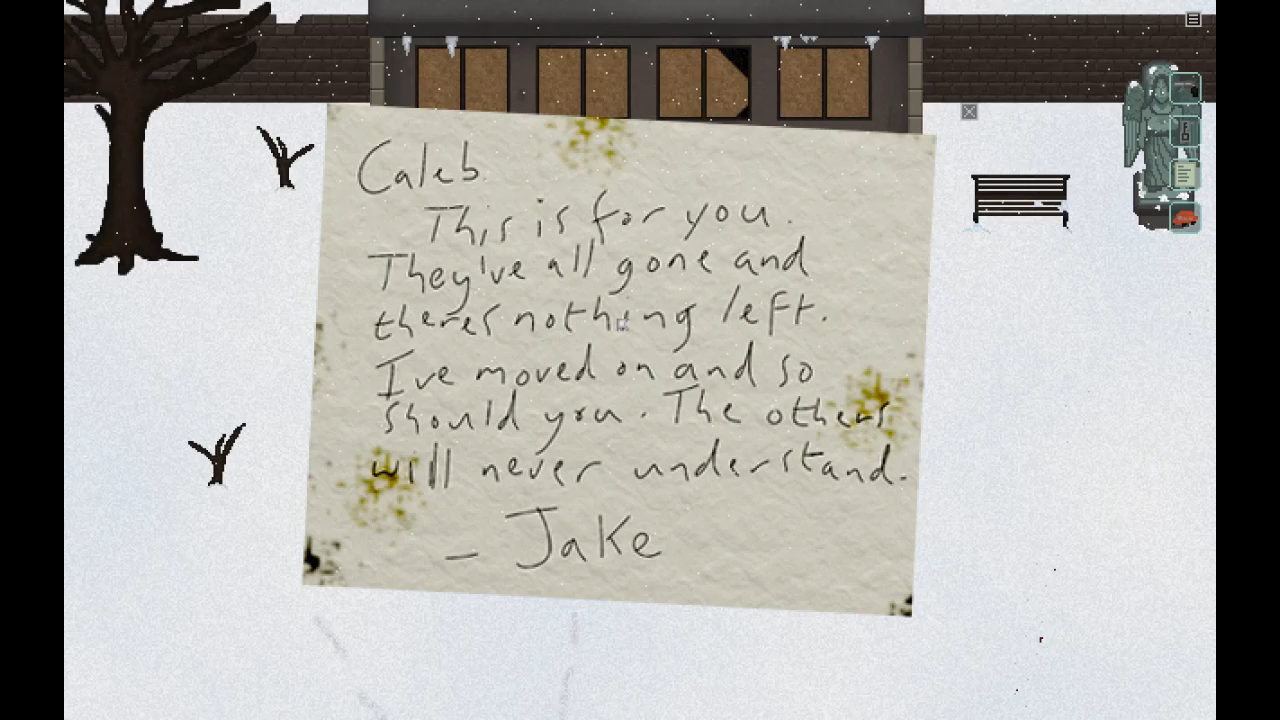 Caleb
This is for you.
They've all gone and
theres nothing left.
I've moved on and so
should you. The others
will never understand.
- Jake